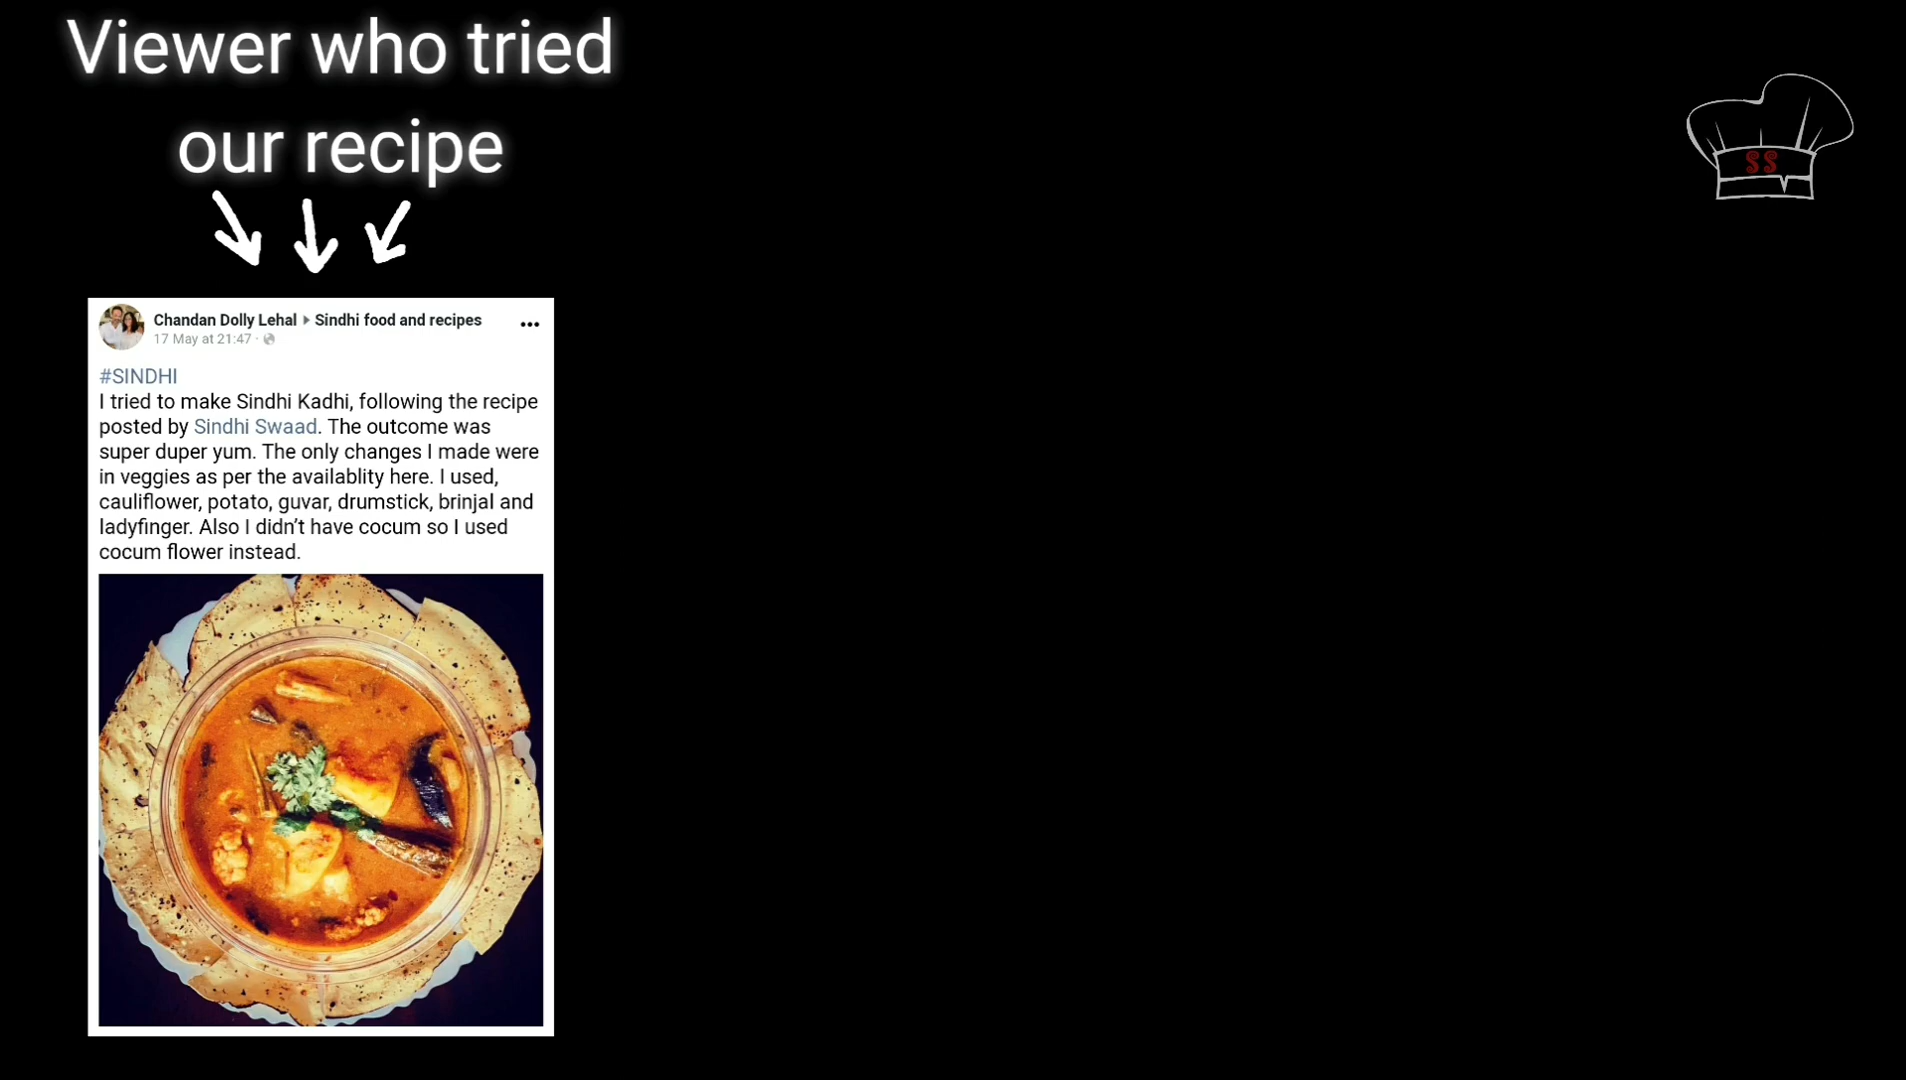 Viewer who tried
our recipe
SS
Chandan Dolly Lehal ▸ Sindhi food and recipes
17 May at 21:47 ·
#SINDHI
I tried to make Sindhi Kadhi, following the recipe
posted by Sindhi Swaad. The outcome was
super duper yum. The only changes I made were
in veggies as per the availablity here. I used,
cauliflower, potato, guvar, drumstick, brinjal and
ladyfinger. Also I didn’t have cocum so I used
cocum flower instead.